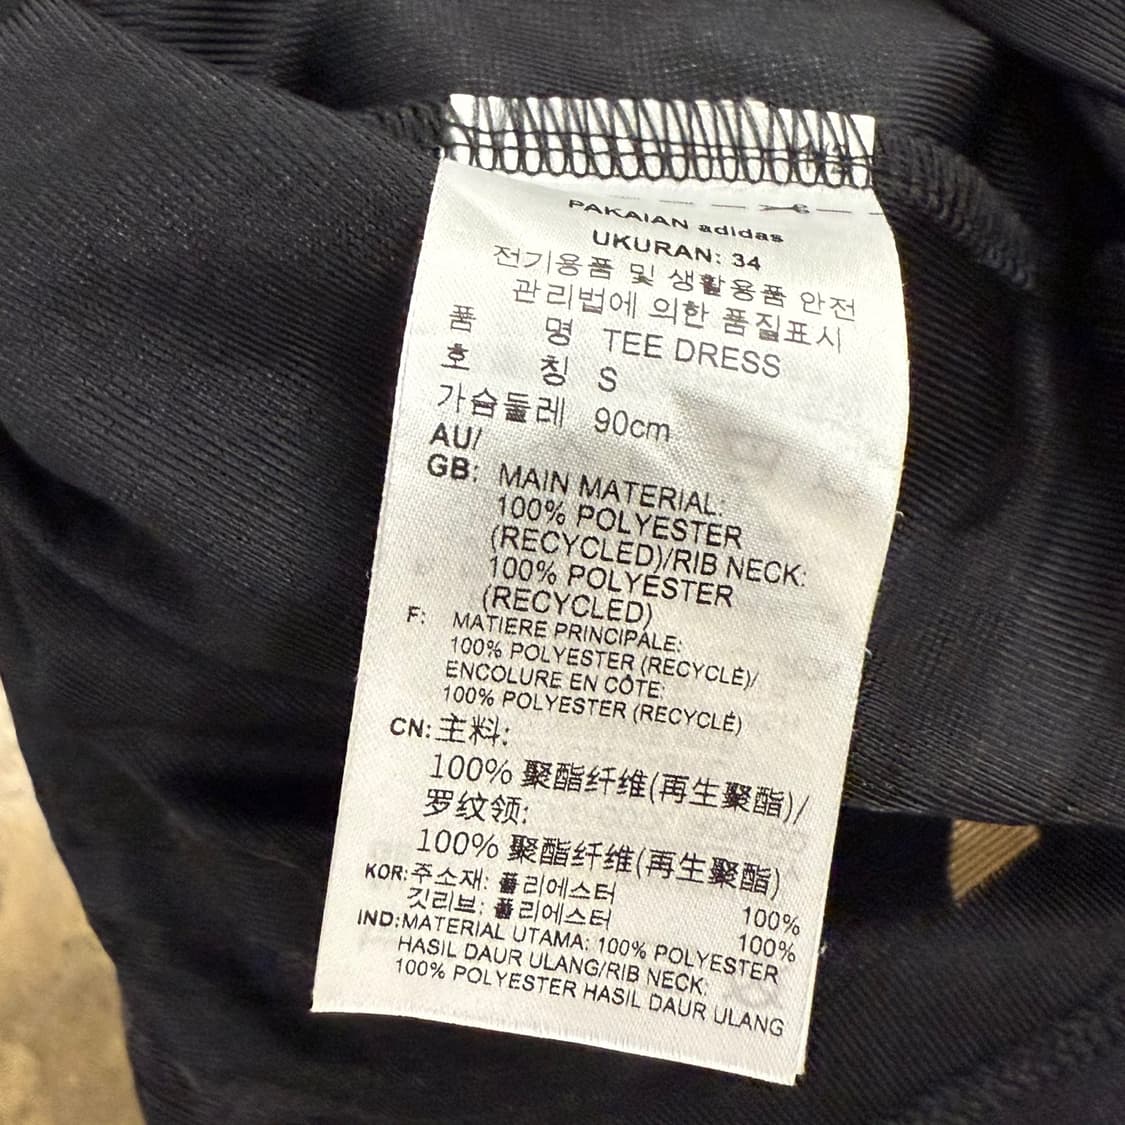 PAKAIAN adidas
UKURAN: 34
전기용품 및 생활용품 안전
관리법에 의한 품질표시
품 명 TEE DRESS
호 칭 S
가슴둘레 90cm
AU/
GB: MAIN MATERIAL:
100% POLYESTER
(RECYCLED)/RIB NECK:
100% POLYESTER
(RECYCLED)
F: MATIERE PRINCIPALE:
100% POLYESTER (RECYCLÉ)/
ENCOLURE EN CÔTE:
100% POLYESTER (RECYCLÉ)
CN: 主料:
100% 聚酯纤维(再生聚酯)/
罗纹领:
100% 聚酯纤维(再生聚酯)
KOR: 주소재: 폴리에스터 100%
깃리브: 폴리에스터 100%
IND: MATERIAL UTAMA: 100% POLYESTER
HASIL DAUR ULANG/RIB NECK:
100% POLYESTER HASIL DAUR ULANG